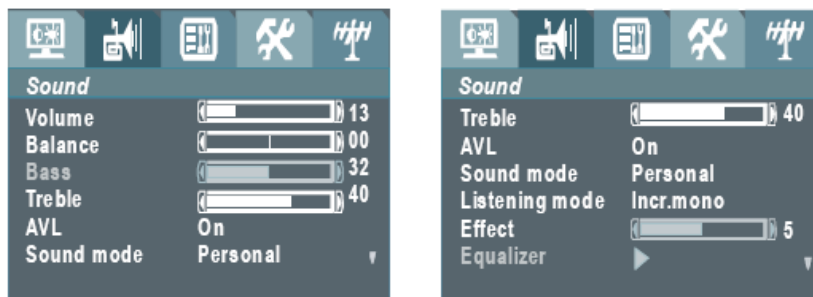 Sound
Volume 13
Balance 00
Bass 32
Treble 40
AVL On
Sound mode Personal
Sound
Treble 40
AVL On
Sound mode Personal
Listening mode Incr.mono
Effect 5
Equalizer